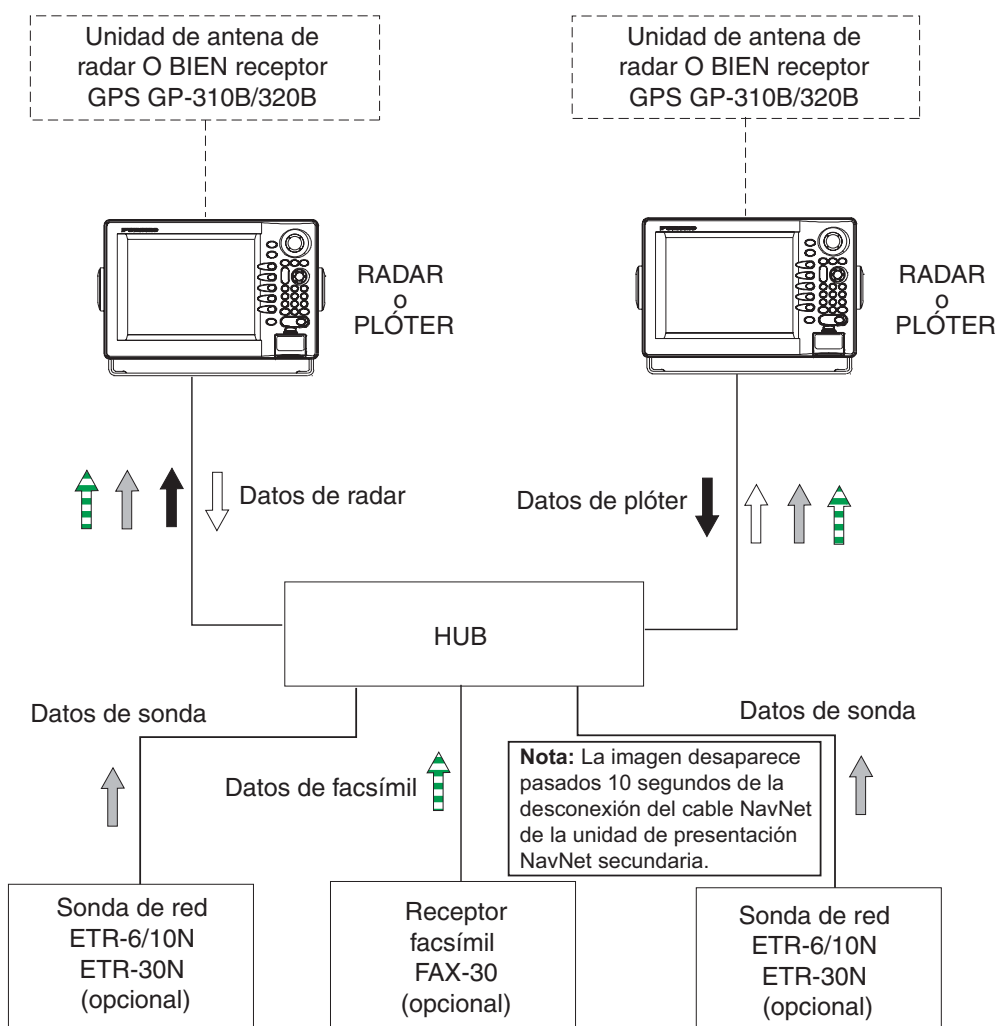 Unidad de antena de
radar O BIEN receptor
GPS GP-310B/320B
Unidad de antena de
radar O BIEN receptor
GPS GP-310B/320B
RADAR
o
PLÓTER
RADAR
o
PLÓTER
Datos de radar
Datos de plóter
HUB
Datos de sonda
Datos de sonda
Datos de facsímil
Nota: La imagen desaparece
pasados 10 segundos de la
desconexión del cable NavNet
de la unidad de presentación
NavNet secundaria.
Sonda de red
ETR-6/10N
ETR-30N
(opcional)
Receptor
facsímil
FAX-30
(opcional)
Sonda de red
ETR-6/10N
ETR-30N
(opcional)